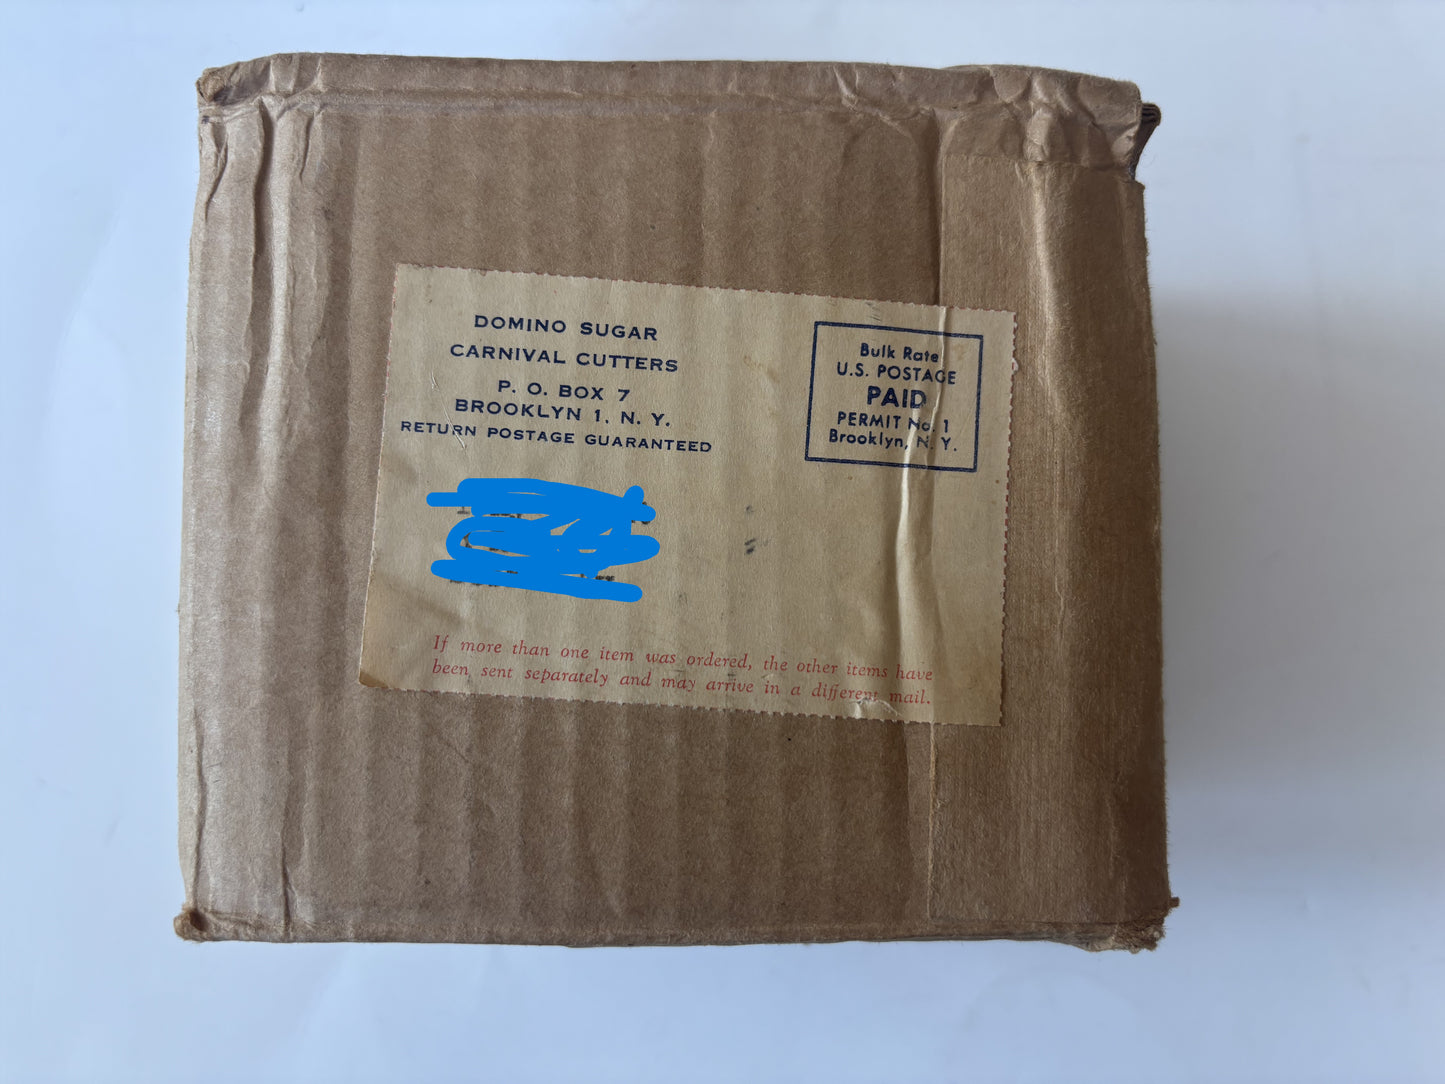 DOMINO SUGAR
CARNIVAL CUTTERS
P. O. BOX 7
BROOKLYN 1, N. Y.
RETURN POSTAGE GUARANTEED
Bulk Rate
U.S. POSTAGE
PAID
PERMIT No. 1
Brooklyn, N. Y.
If more than one item was ordered, the other items have
been sent separately and may arrive in a different mail.